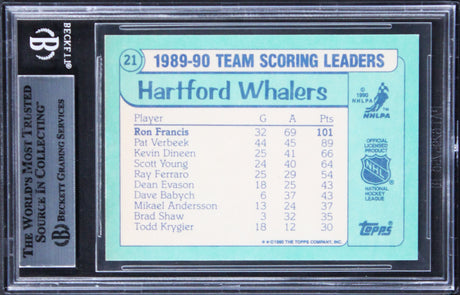 BECKETT
THE WORLD'S MOST TRUSTED
SOURCE IN COLLECTING™
BECKETT GRADING SERVICES
B
21 1989-90 TEAM SCORING LEADERS
Hartford Whalers
Player G A Pts
Ron Francis 32 69 101
Pat Verbeek 44 45 89
Kevin Dineen 25 41 66
Scott Young 24 40 64
Ray Ferraro 25 29 54
Dean Evason 18 25 43
Dave Babych 6 37 43
Mikael Andersson 13 24 37
Brad Shaw 3 32 35
Todd Krygier 18 12 30
© 1990
NHLPA
NHLPA
OFFICIAL
LICENSED
PRODUCT
NHL
NATIONAL
HOCKEY
LEAGUE
TOPPS
★★©1990 THE TOPPS COMPANY, INC.